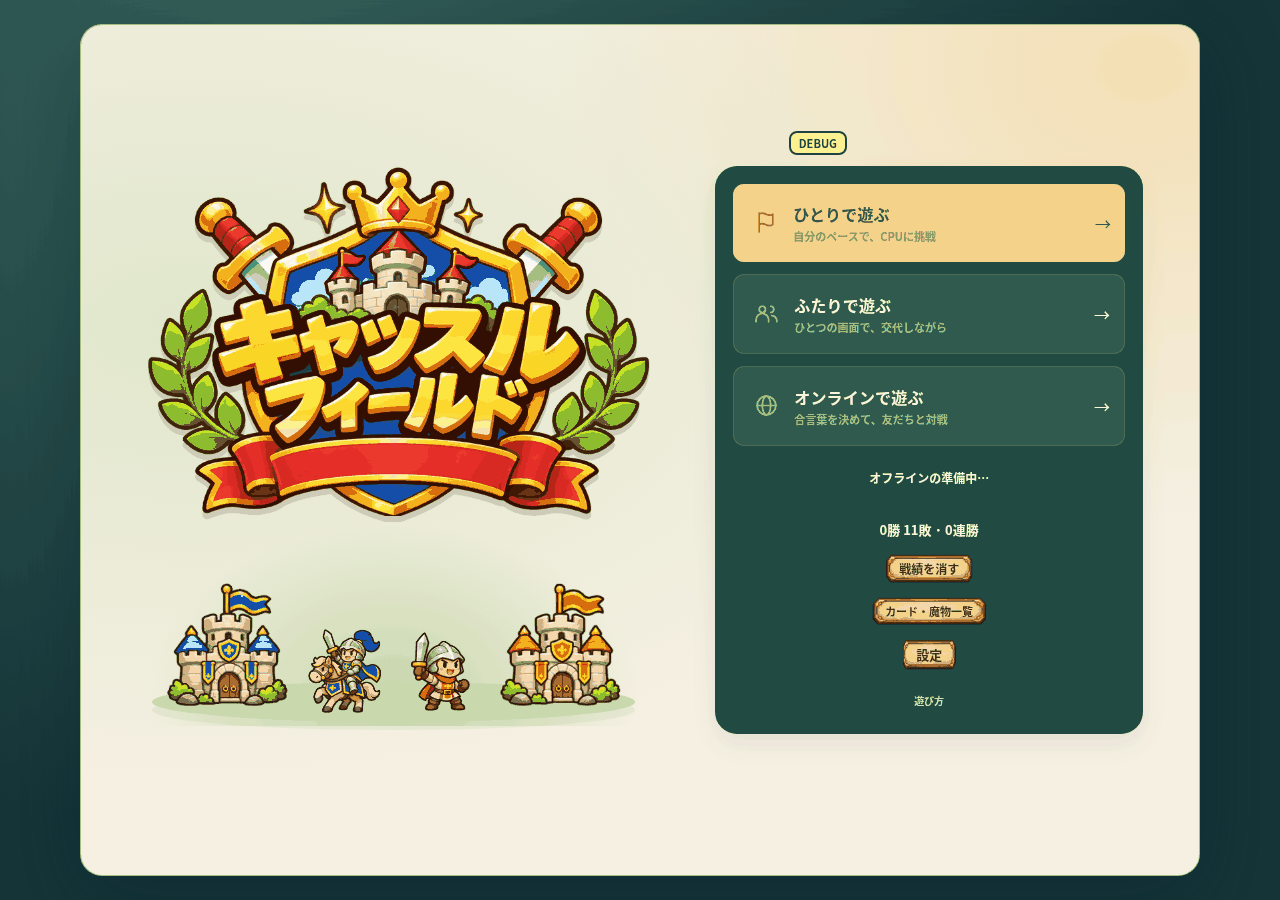 キャッスル
フィールド
DEBUG
ひとりで遊ぶ
自分のペースで、CPUに挑戦
→
ふたりで遊ぶ
ひとつの画面で、交代しながら
→
オンラインで遊ぶ
合言葉を決めて、友だちと対戦
→
オフラインの準備中…
0勝 11敗・0連勝
戦績を消す
カード・魔物一覧
設定
遊び方